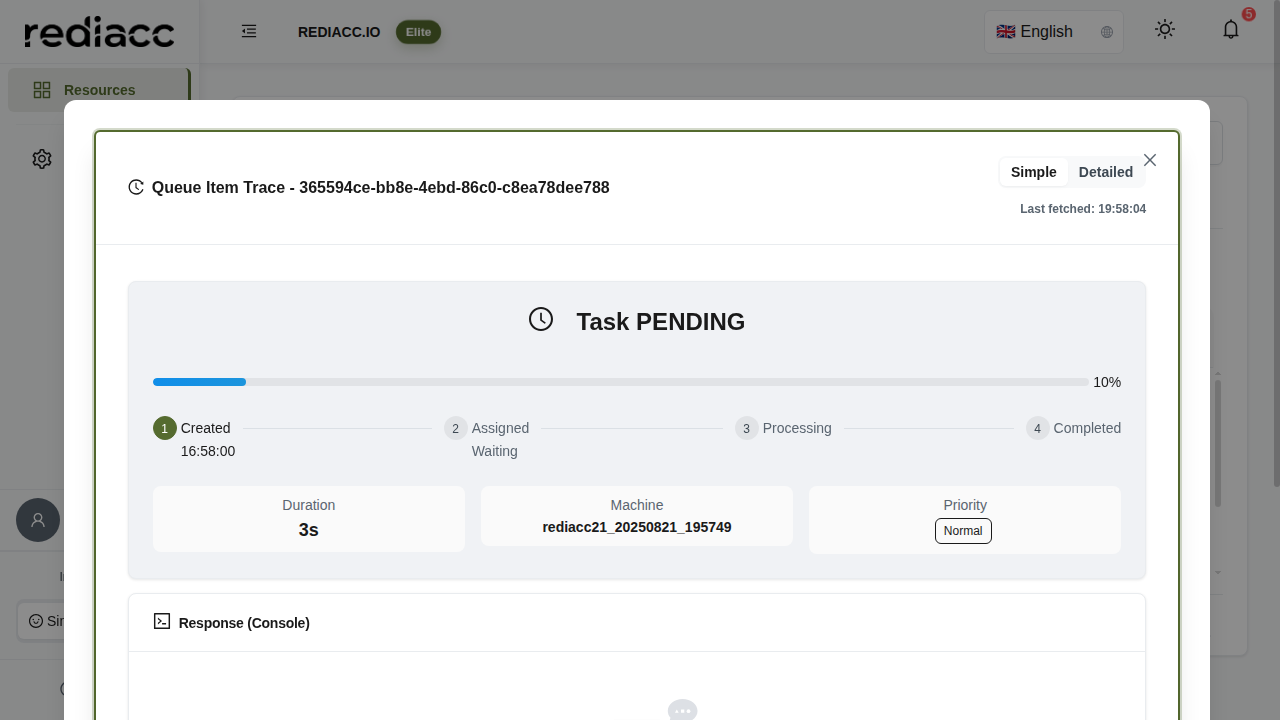 rediacc
REDIACC.IO
Elite
🇬🇧 English
5
Resources
Queue Item Trace - 365594ce-bb8e-4ebd-86c0-c8ea78dee788
Simple
Detailed
Last fetched: 19:58:04
Task PENDING
10%
1 Created
16:58:00
2 Assigned
Waiting
3 Processing
4 Completed
Duration
3s
Machine
rediacc21_20250821_195749
Priority
Normal
Response (Console)